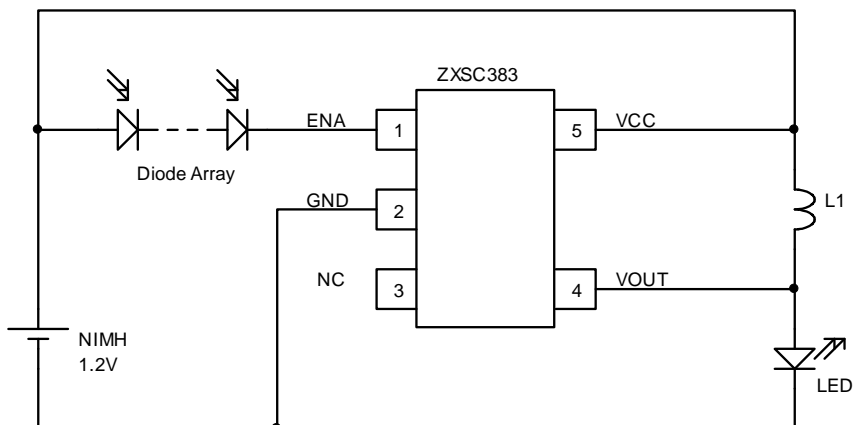 ZXSC383
ENA
1
5
VCC
Diode Array
GND
2
L1
NC
3
4
VOUT
NIMH
1.2V
LED